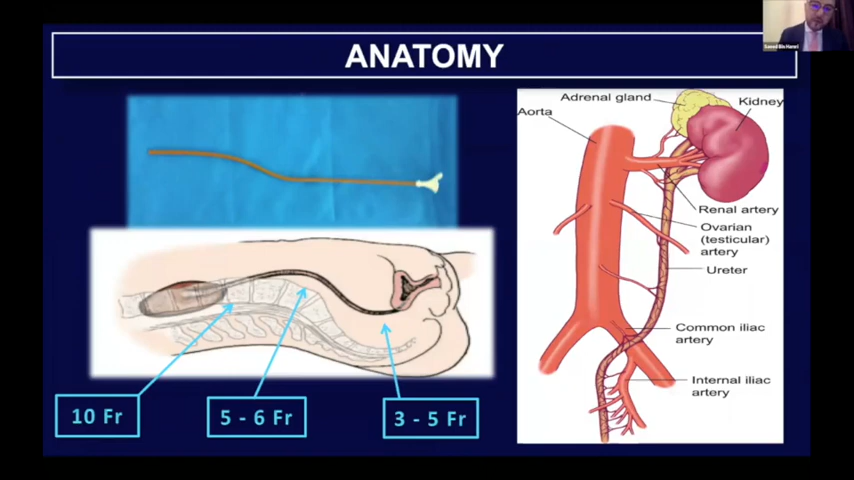 ANATOMY
Adrenal gland
Kidney
Aorta
Renal artery
Ovarian
(testicular)
artery
Ureter
Common iliac
artery
Internal iliac
artery
10 Fr
5 - 6 Fr
3 - 5 Fr